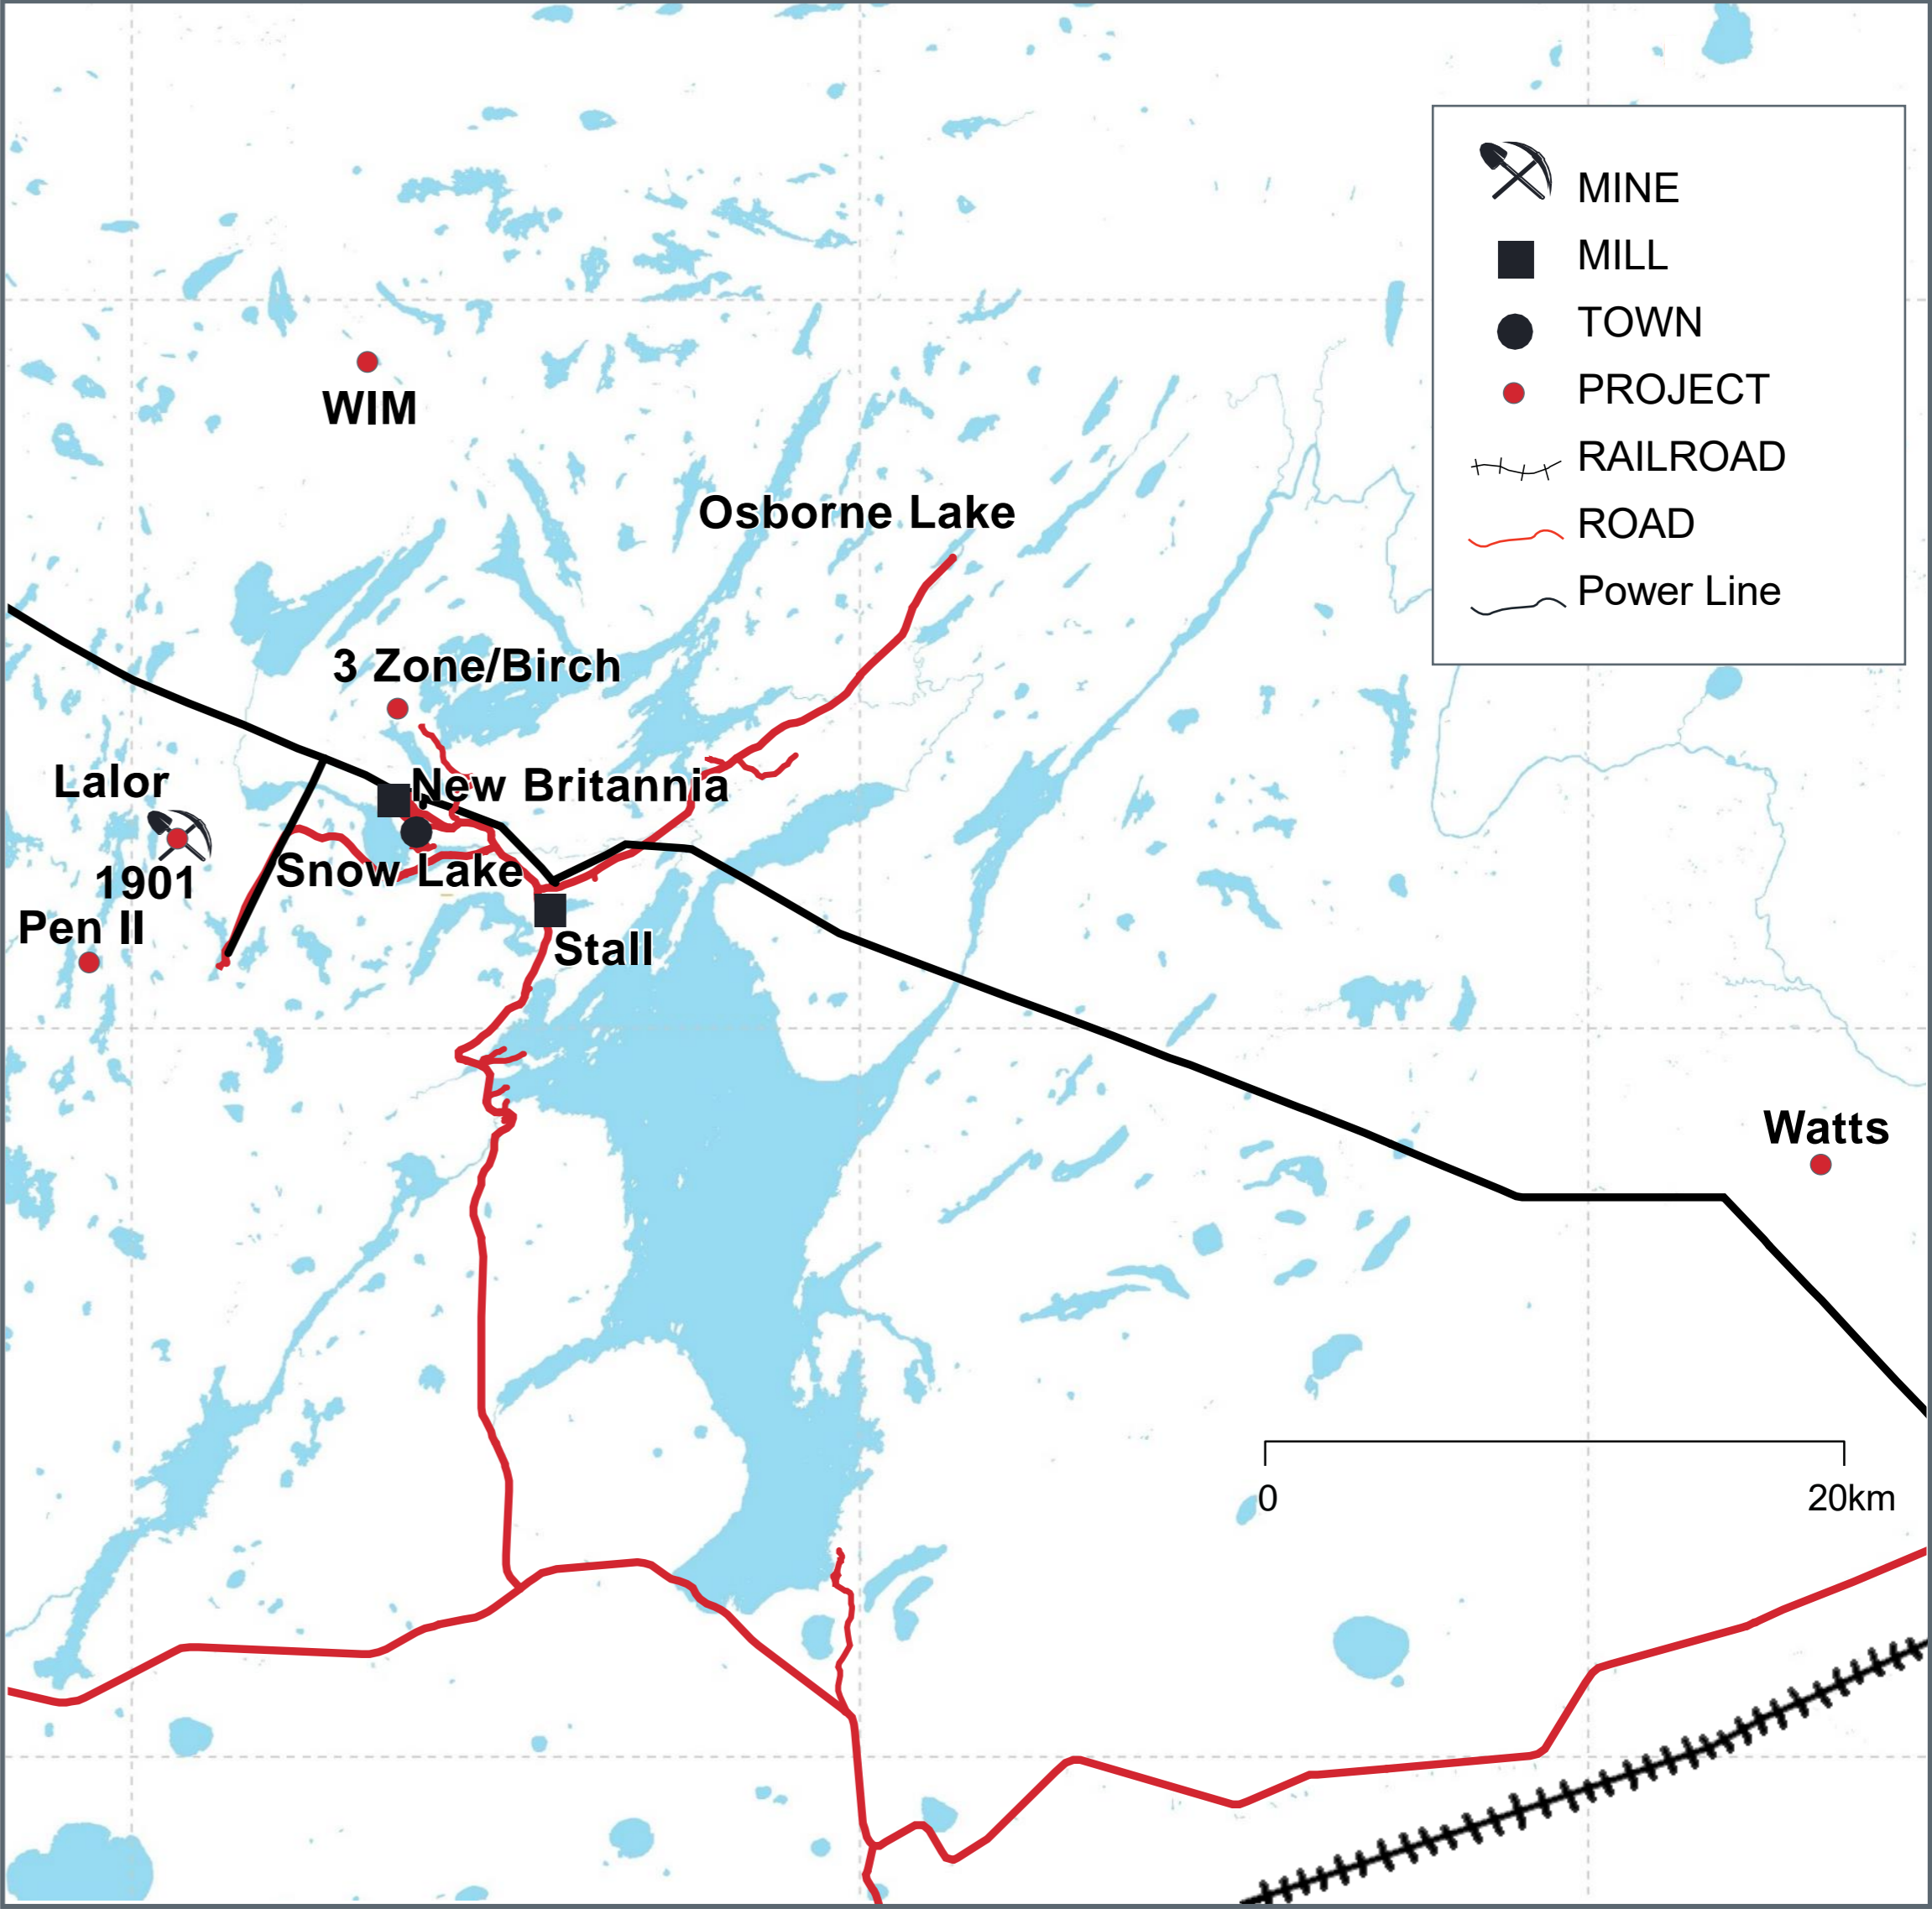 MINE
MILL
TOWN
PROJECT
RAILROAD
ROAD
Power Line
WIM
Osborne Lake
3 Zone/Birch
Lalor
New Britannia
1901
Snow Lake
Pen II
Stall
Watts
0
20km